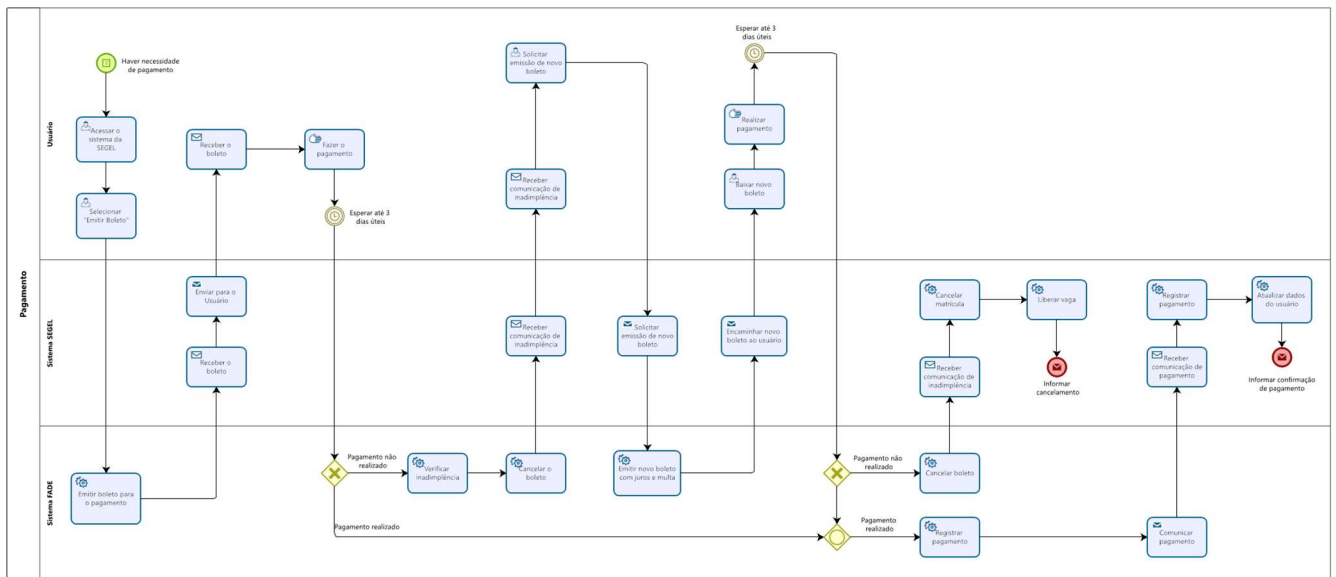 Pagamento
Usuário
Haver necessidade
de pagamento
Acessar o
sistema da
SEGEL
Selecionar
"Emitir Boleto"
Receber o
boleto
Fazer o
pagamento
Esperar até 3
dias úteis
Solicitar
emissão de novo
boleto
Receber
comunicação de
inadimplência
Esperar até 3
dias úteis
Realizar
pagamento
Baixar novo
boleto
Sistema SEGEL
Enviar para o
Usuário
Receber o
boleto
Receber
comunicação de
inadimplência
Solicitar
emissão de novo
boleto
Encaminhar novo
boleto ao usuário
Cancelar
matrícula
Receber
comunicação de
inadimplência
Liberar vaga
Informar
cancelamento
Registrar
pagamento
Receber
comunicação de
pagamento
Atualizar dados
do usuário
Informar confirmação
de pagamento
Sistema FADE
Emitir boleto para
o pagamento
Pagamento não
realizado
Pagamento realizado
Verificar
inadimplência
Cancelar o
boleto
Emitir novo boleto
com juros e multa
Pagamento não
realizado
Cancelar boleto
Pagamento
realizado
Registrar
pagamento
Comunicar
pagamento